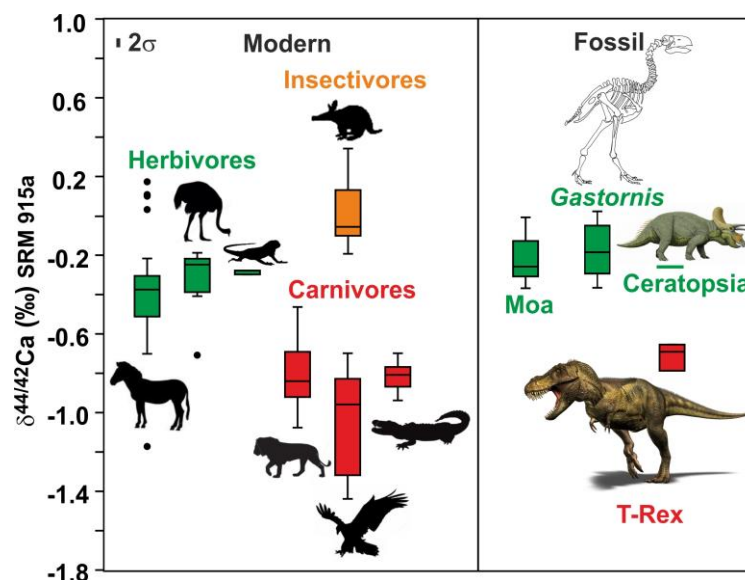 1.0
0.6
0.2
-0.2
-0.6
-1.0
-1.4
-1.8
δ44/42Ca (‰) SRM 915a
2σ
Modern
Insectivores
Herbivores
Carnivores
Fossil
Gastornis
Moa
Ceratopsia
T-Rex